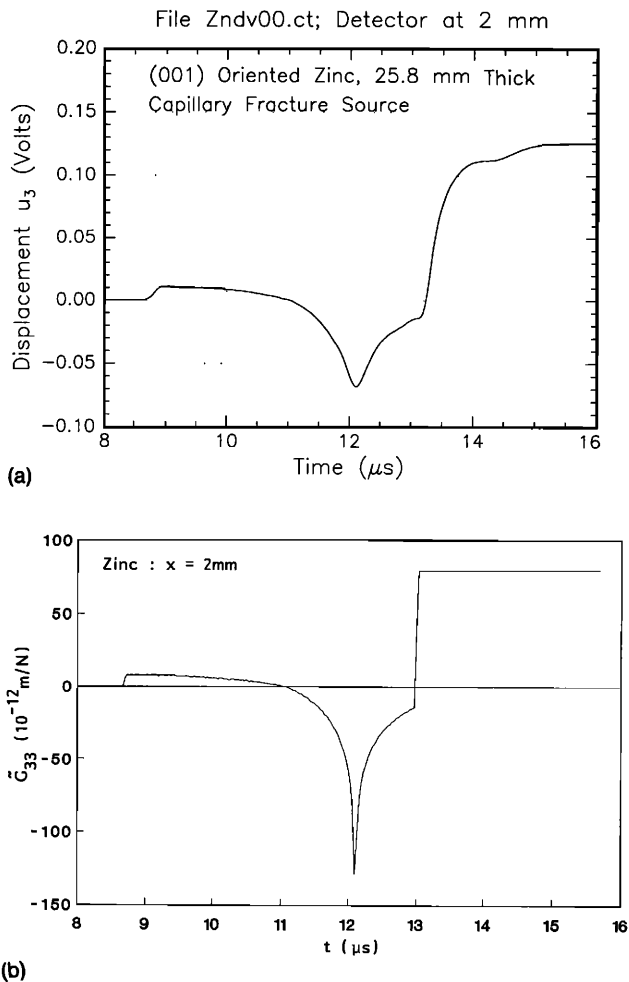 File Zndv00.ct; Detector at 2 mm
(001) Oriented Zinc, 25.8 mm Thick
Capillary Fracture Source
Displacement u₃ (Volts)
0.20
0.15
0.10
0.05
0.00
−0.05
−0.10
8
10
12
14
16
Time (μs)
(a)
Zinc : x = 2mm
G̃₃₃ (10⁻¹² m/N)
100
50
0
-50
-100
-150
8
9
10
11
12
13
14
15
16
t (μs)
(b)